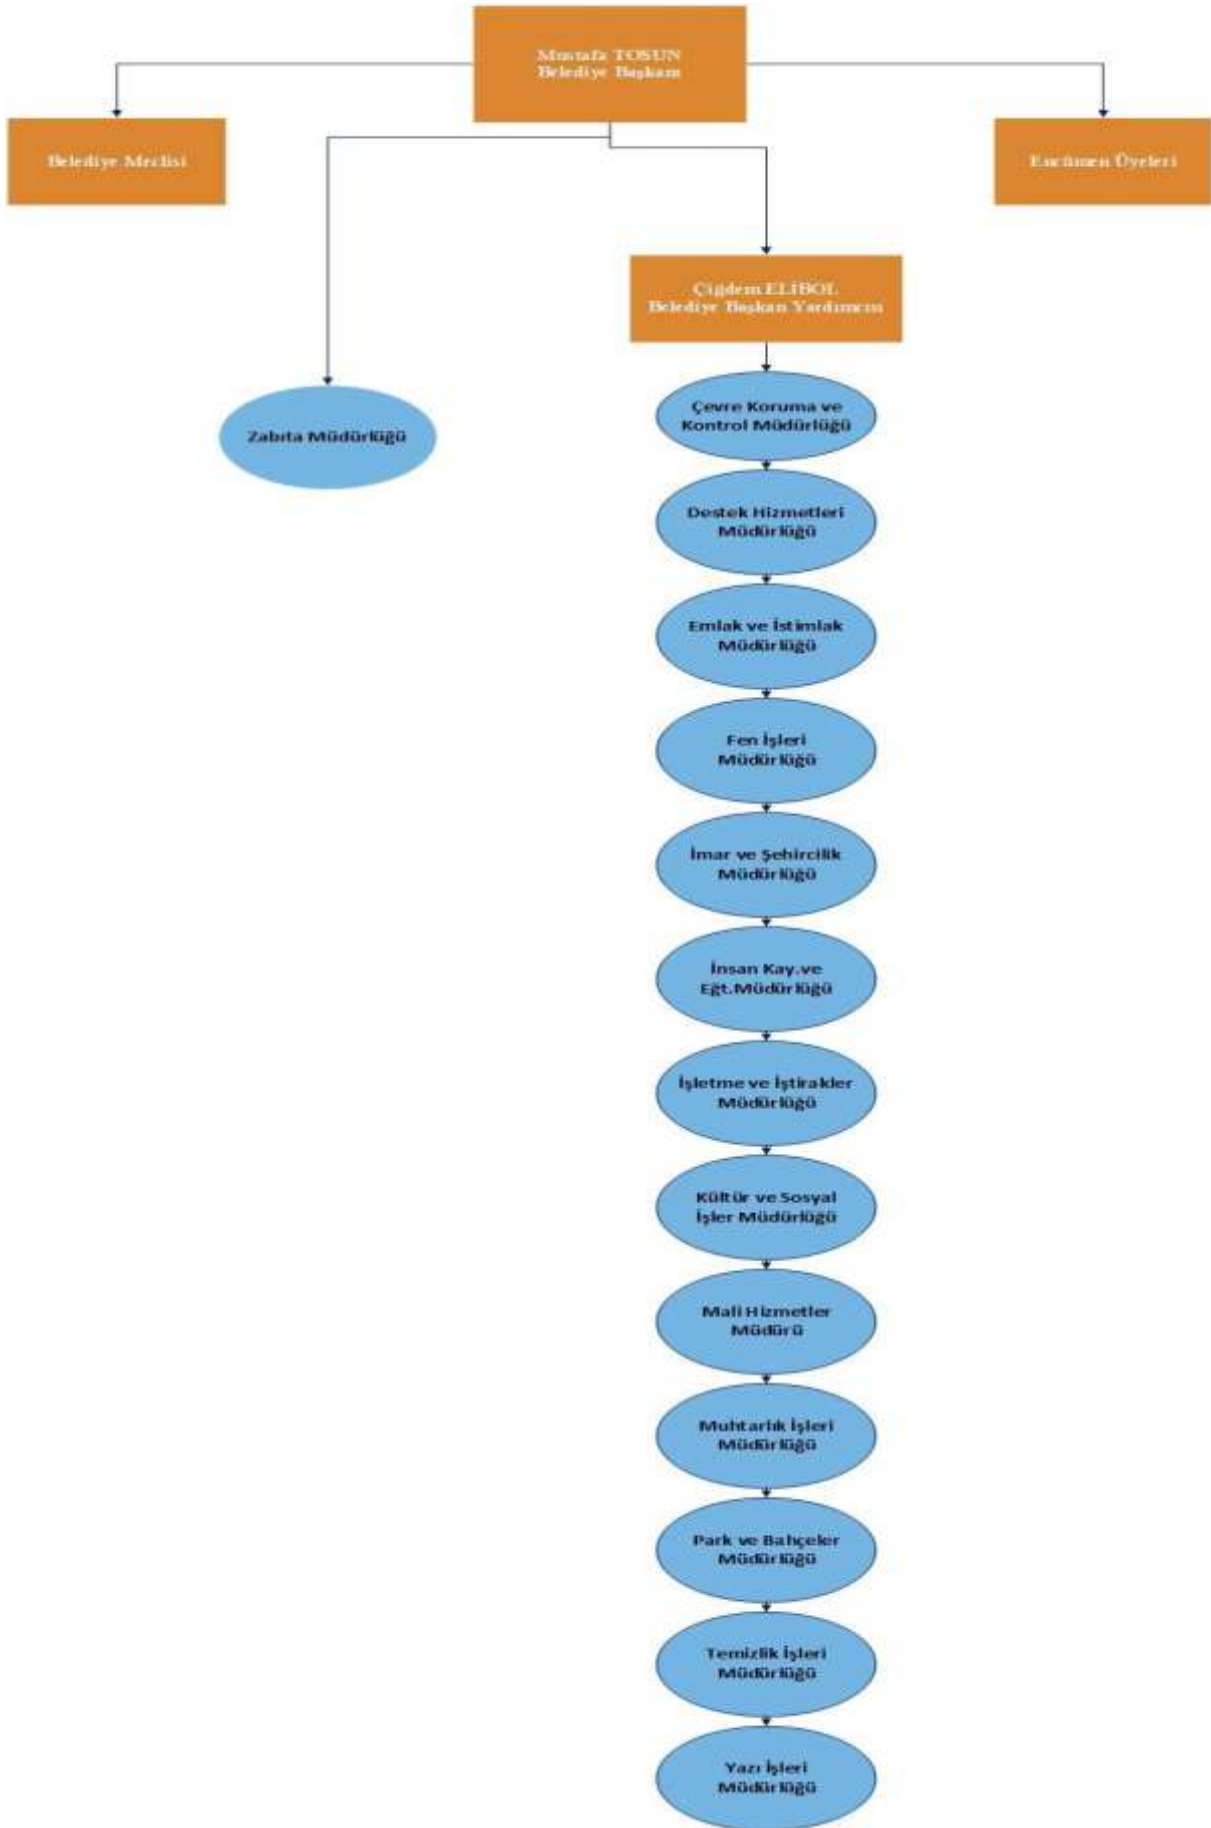 Mustafa TOSUN
Belediye Başkanı
Belediye Meclisi
Encümen Üyeleri
Çiğdem ELİBOL
Belediye Başkan Yardımcısı
Zabıta Müdürlüğü
Çevre Koruma ve
Kontrol Müdürlüğü
Destek Hizmetleri
Müdürlüğü
Emlak ve İstimlak
Müdürlüğü
Fen İşleri
Müdürlüğü
İmar ve Şehircilik
Müdürlüğü
İnsan Kay.ve
Eğt.Müdürlüğü
İşletme ve İştirakler
Müdürlüğü
Kültür ve Sosyal
İşler Müdürlüğü
Mali Hizmetler
Müdürü
Muhtarlık İşleri
Müdürlüğü
Park ve Bahçeler
Müdürlüğü
Temizlik İşleri
Müdürlüğü
Yazı İşleri
Müdürlüğü